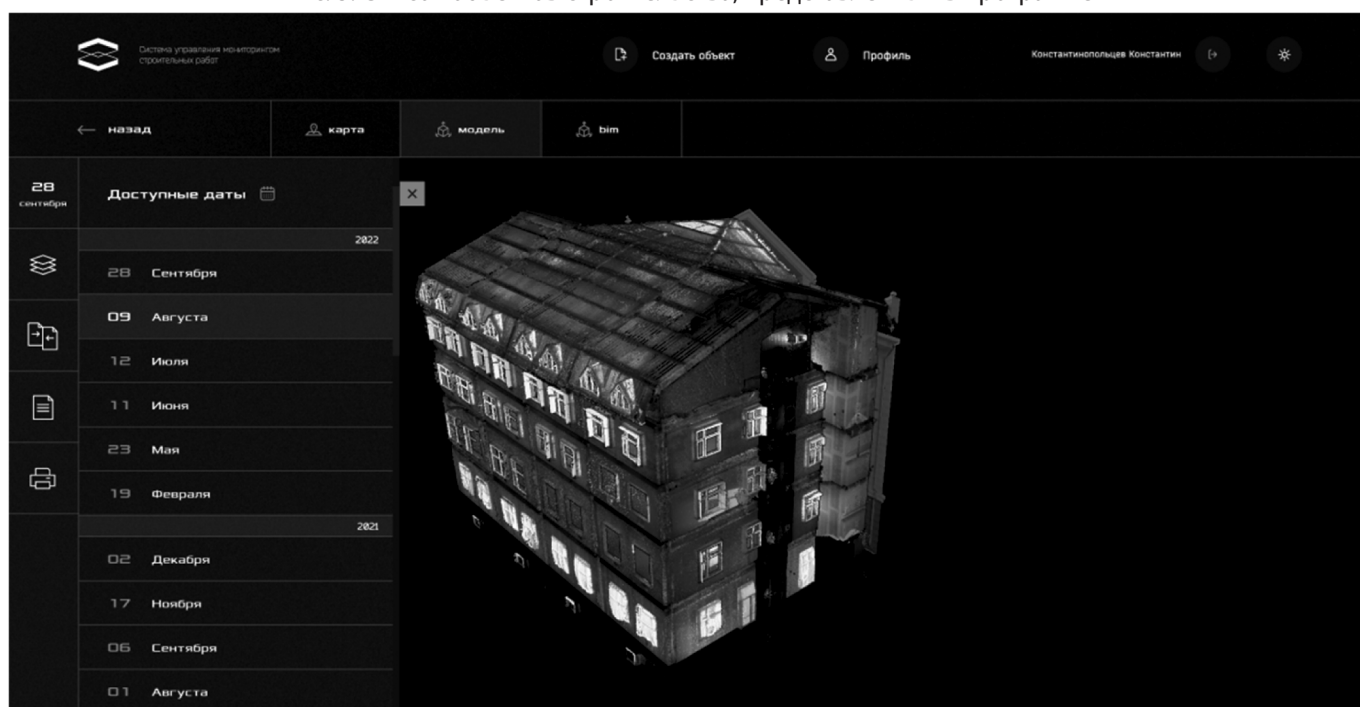 Система управления мониторингом
строительных работ
Создать объект
Профиль
Константинопольцев Константин
назад
карта
модель
bim
28
сентября
Доступные даты
2022
28 Сентября
09 Августа
12 Июля
11 Июня
23 Мая
19 Февраля
2021
02 Декабря
17 Ноября
06 Сентября
01 Августа